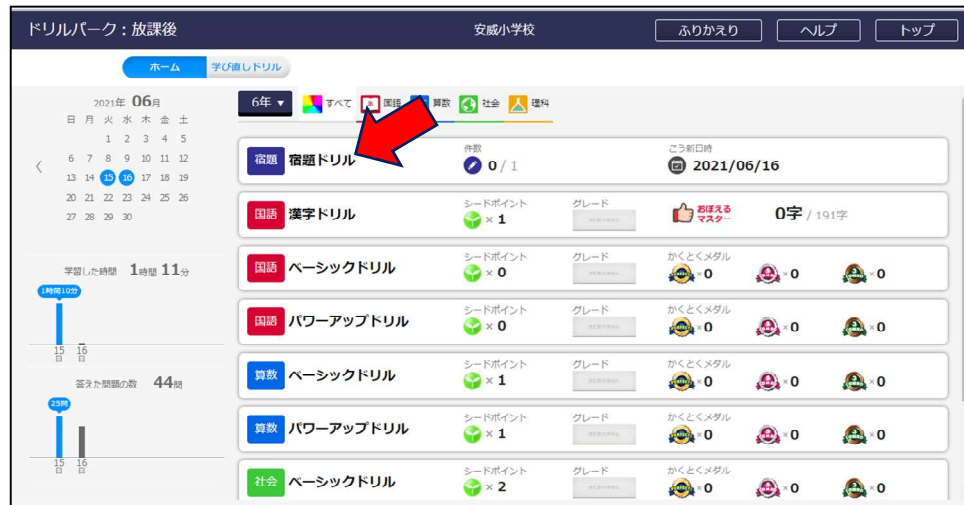 ドリルパーク：放課後 安威小学校 ふりかえり ヘルプ トップ
ホーム 学び直しドリル
2021年 06月
日 月 火 水 木 金 土
1 2 3 4 5
6 7 8 9 10 11 12
13 14 15 16 17 18 19
20 21 22 23 24 25 26
27 28 29 30
学習した時間 1時間 11分
1時間10分
15日 16日
答えた問題の数 44問
25問
15日 16日
6年 すべて 国語 算数 社会 理科
宿題 宿題ドリル 件数 0 / 1 こう新日時 2021/06/16
国語 漢字ドリル シードポイント × 1 グレード おぼえるマスター 0字 / 191字
国語 ベーシックドリル シードポイント × 0 グレード かくとくメダル × 0 × 0 × 0
国語 パワーアップドリル シードポイント × 0 グレード かくとくメダル × 0 × 0 × 0
算数 ベーシックドリル シードポイント × 1 グレード かくとくメダル × 0 × 0 × 0
算数 パワーアップドリル シードポイント × 1 グレード かくとくメダル × 0 × 0 × 0
社会 ベーシックドリル シードポイント × 2 グレード かくとくメダル × 0 × 0 × 0